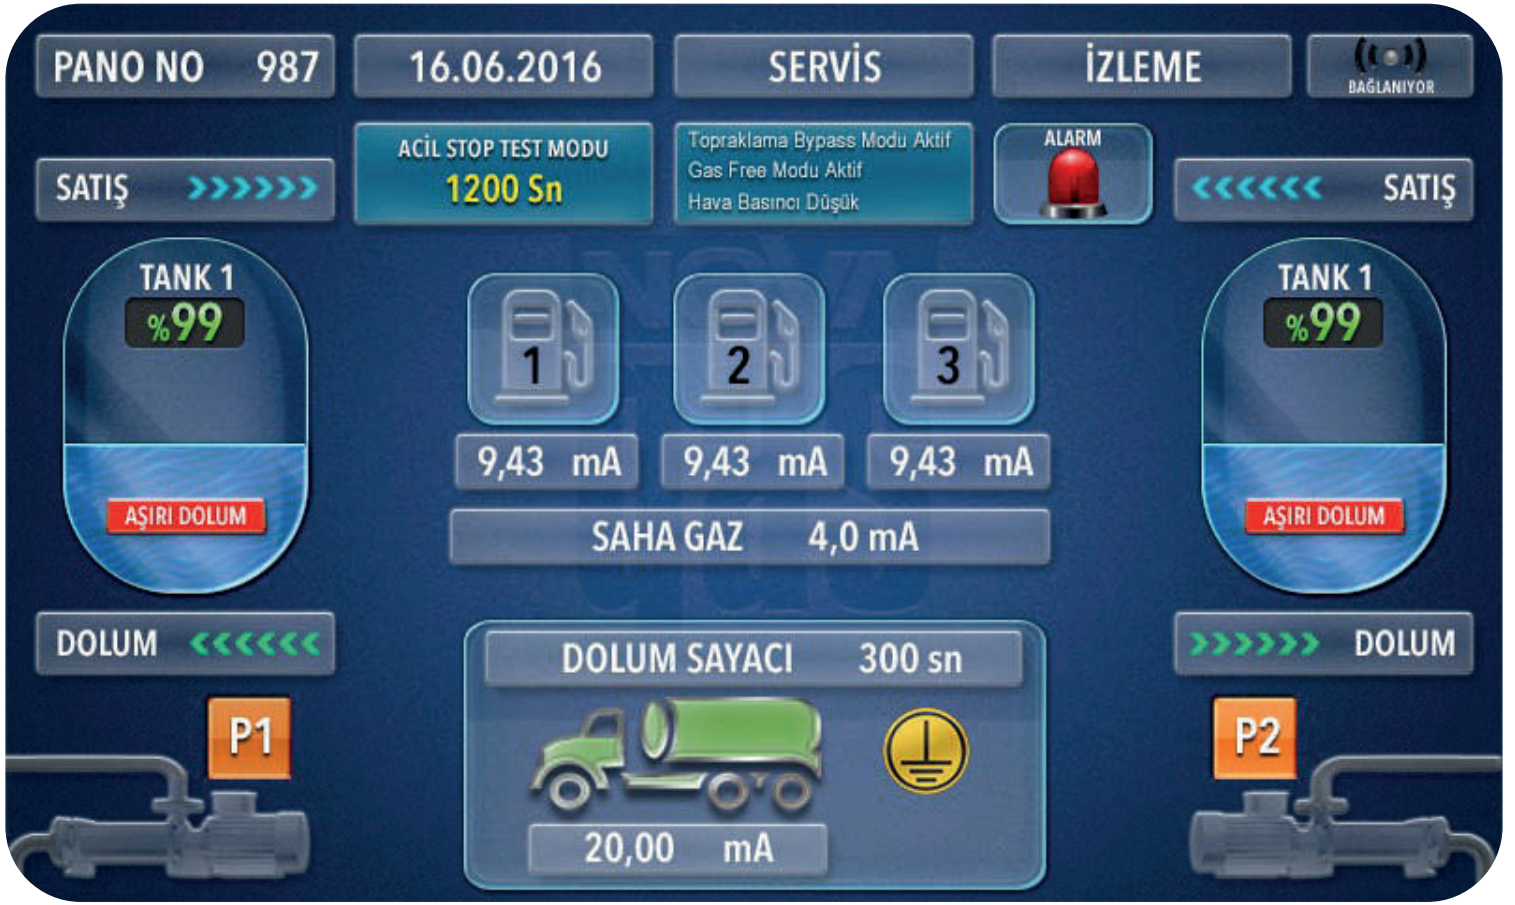 PANO NO 987
16.06.2016
SERVİS
İZLEME
BAĞLANIYOR
SATIŞ
ACİL STOP TEST MODU
1200 Sn
Topraklama Bypass Modu Aktif
Gas Free Modu Aktif
Hava Basıncı Düşük
ALARM
SATIŞ
TANK 1
%99
AŞIRI DOLUM
1
2
3
9,43 mA
9,43 mA
9,43 mA
SAHA GAZ 4,0 mA
TANK 1
%99
AŞIRI DOLUM
DOLUM
DOLUM SAYACI 300 sn
20,00 mA
DOLUM
P1
P2